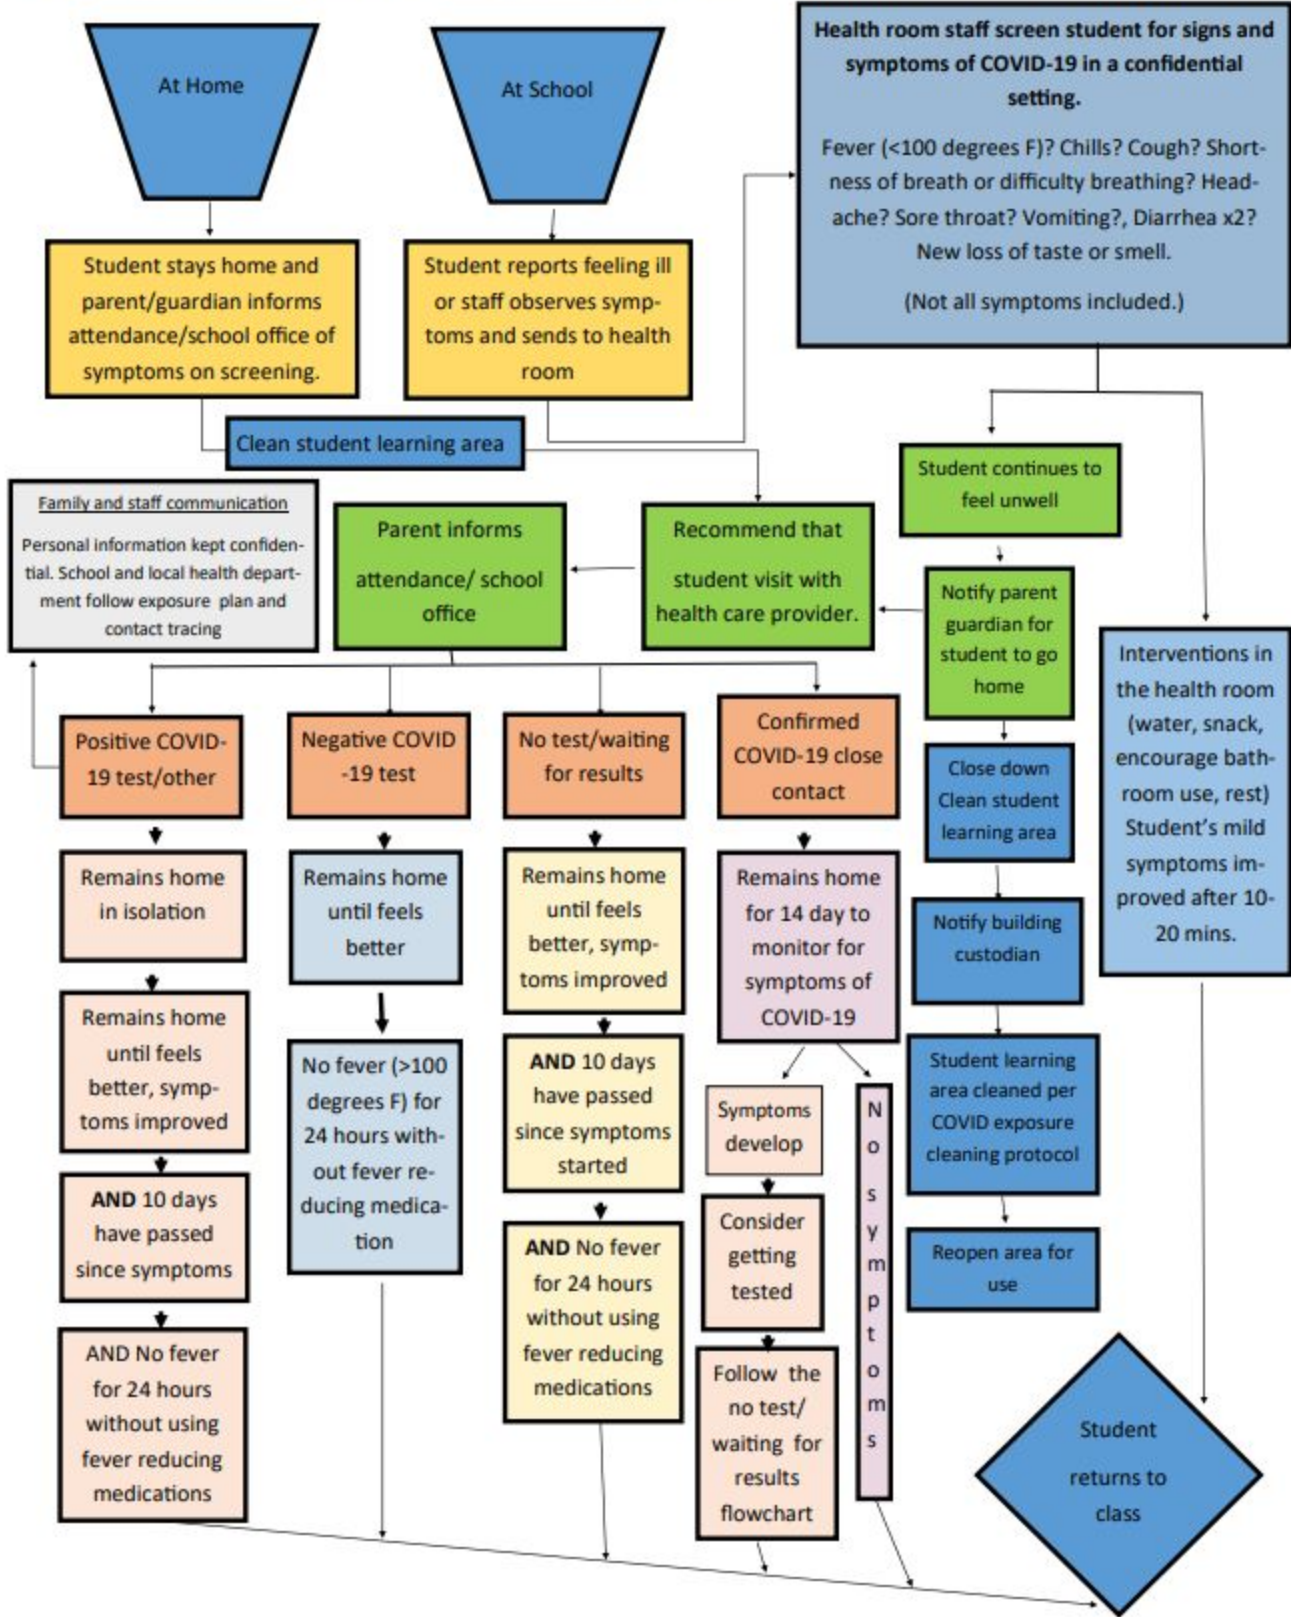 At Home
At School
Health room staff screen student for signs and
symptoms of COVID-19 in a confidential
setting.
Fever (<100 degrees F)? Chills? Cough? Short-
ness of breath or difficulty breathing? Head-
ache? Sore throat? Vomiting?, Diarrhea x2?
New loss of taste or smell.
(Not all symptoms included.)
Student stays home and
parent/guardian informs
attendance/school office of
symptoms on screening.
Student reports feeling ill
or staff observes symp-
toms and sends to health
room
Clean student learning area
Student continues to
feel unwell
Family and staff communication
Personal information kept confiden-
tial. School and local health depart-
ment follow exposure plan and
contact tracing
Parent informs
attendance/ school
office
Recommend that
student visit with
health care provider.
Notify parent
guardian for
student to go
home
Interventions in
the health room
(water, snack,
encourage bath-
room use, rest)
Student's mild
symptoms im-
proved after 10-
20 mins.
Positive COVID-
19 test/other
Negative COVID
-19 test
No test/waiting
for results
Confirmed
COVID-19 close
contact
Close down
Clean student
learning area
Remains home
in isolation
Remains home
until feels
better
Remains home
until feels
better, symp-
toms improved
Remains home
for 14 day to
monitor for
symptoms of
COVID-19
Notify building
custodian
Remains home
until feels
better, symp-
toms improved
No fever (>100
degrees F) for
24 hours with-
out fever re-
ducing medica-
tion
AND 10 days
have passed
since symptoms
started
Symptoms
develop
No symptoms
Student learning
area cleaned per
COVID exposure
cleaning protocol
AND 10 days
have passed
since symptoms
AND No fever
for 24 hours
without using
fever reducing
medications
Consider
getting
tested
Reopen area for
use
AND No fever
for 24 hours
without using
fever reducing
medications
Follow the
no test/
waiting for
results
flowchart
Student
returns to
class